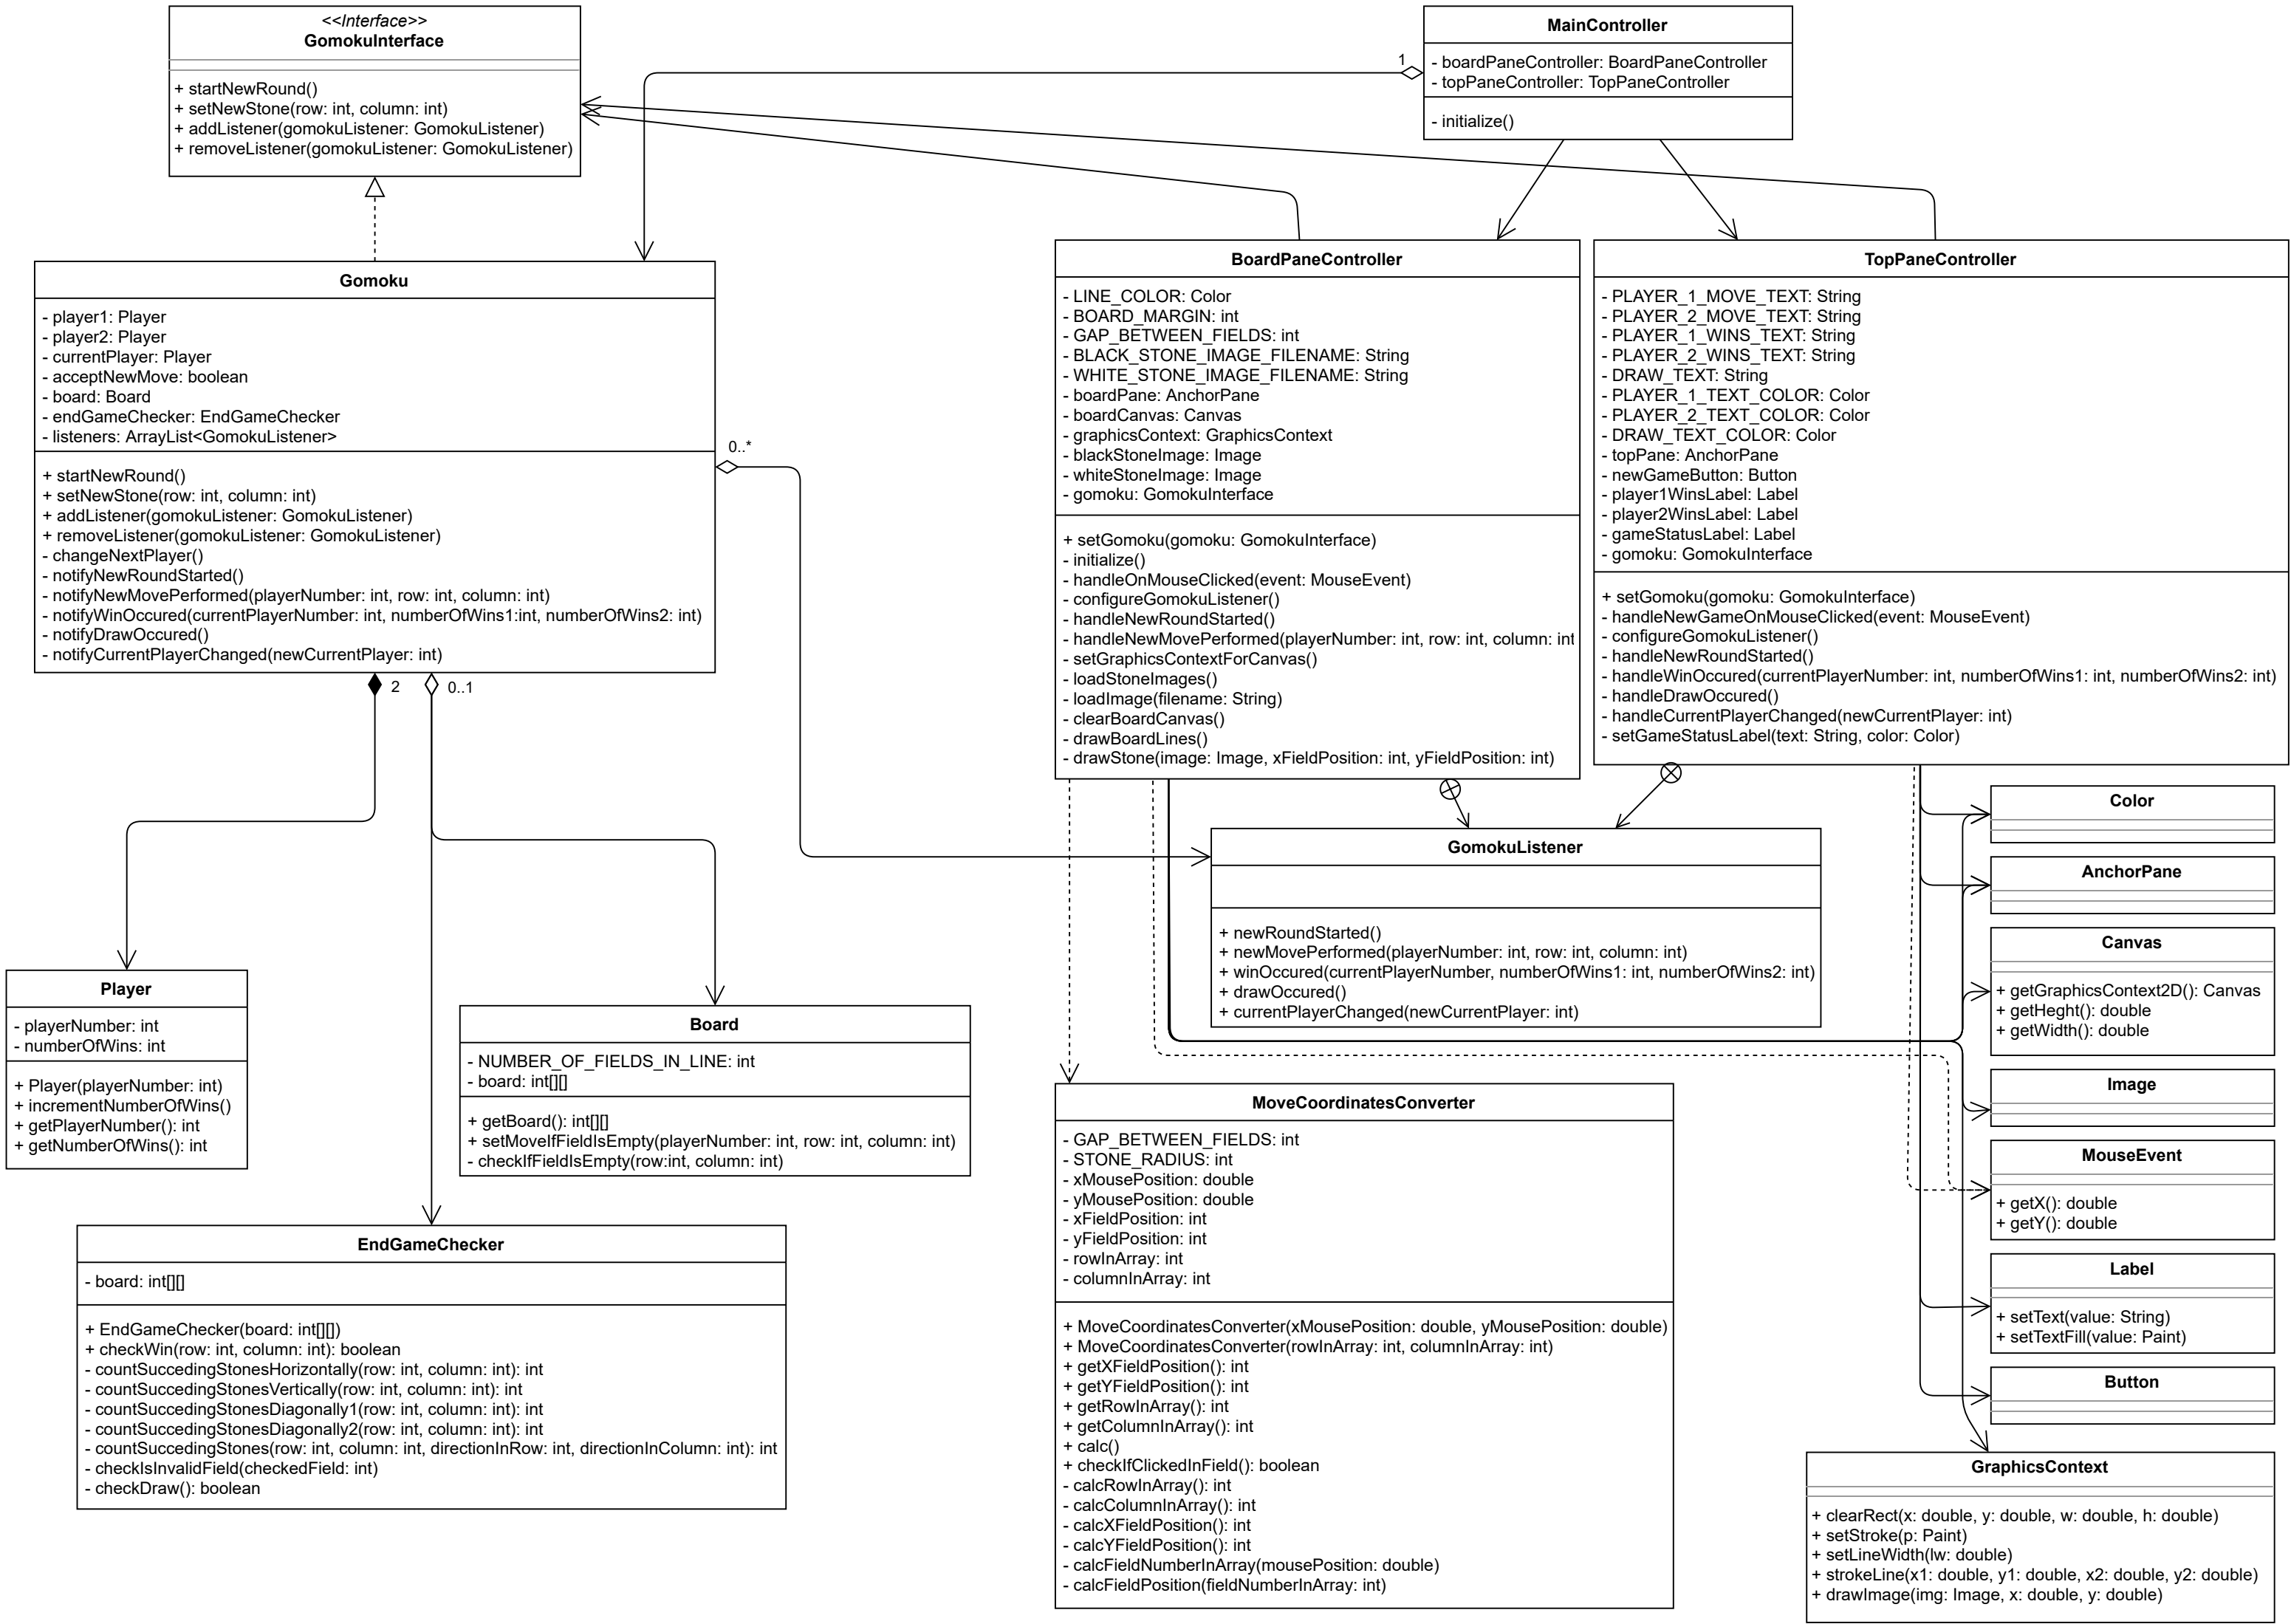 <<Interface>>
GomokuInterface
+ startNewRound()
+ setNewStone(row: int, column: int)
+ addListener(gomokuListener: GomokuListener)
+ removeListener(gomokuListener: GomokuListener)
MainController
- boardPaneController: BoardPaneController
- topPaneController: TopPaneController
- initialize()
1
Gomoku
- player1: Player
- player2: Player
- currentPlayer: Player
- acceptNewMove: boolean
- board: Board
- endGameChecker: EndGameChecker
- listeners: ArrayList<GomokuListener>
+ startNewRound()
+ setNewStone(row: int, column: int)
+ addListener(gomokuListener: GomokuListener)
+ removeListener(gomokuListener: GomokuListener)
- changeNextPlayer()
- notifyNewRoundStarted()
- notifyNewMovePerformed(playerNumber: int, row: int, column: int)
- notifyWinOccured(currentPlayerNumber: int, numberOfWins1:int, numberOfWins2: int)
- notifyDrawOccured()
- notifyCurrentPlayerChanged(newCurrentPlayer: int)
0..*
2
0..1
BoardPaneController
- LINE_COLOR: Color
- BOARD_MARGIN: int
- GAP_BETWEEN_FIELDS: int
- BLACK_STONE_IMAGE_FILENAME: String
- WHITE_STONE_IMAGE_FILENAME: String
- boardPane: AnchorPane
- boardCanvas: Canvas
- graphicsContext: GraphicsContext
- blackStoneImage: Image
- whiteStoneImage: Image
- gomoku: GomokuInterface
+ setGomoku(gomoku: GomokuInterface)
- initialize()
- handleOnMouseClicked(event: MouseEvent)
- configureGomokuListener()
- handleNewRoundStarted()
- handleNewMovePerformed(playerNumber: int, row: int, column: int
- setGraphicsContextForCanvas()
- loadStoneImages()
- loadImage(filename: String)
- clearBoardCanvas()
- drawBoardLines()
- drawStone(image: Image, xFieldPosition: int, yFieldPosition: int)
TopPaneController
- PLAYER_1_MOVE_TEXT: String
- PLAYER_2_MOVE_TEXT: String
- PLAYER_1_WINS_TEXT: String
- PLAYER_2_WINS_TEXT: String
- DRAW_TEXT: String
- PLAYER_1_TEXT_COLOR: Color
- PLAYER_2_TEXT_COLOR: Color
- DRAW_TEXT_COLOR: Color
- topPane: AnchorPane
- newGameButton: Button
- player1WinsLabel: Label
- player2WinsLabel: Label
- gameStatusLabel: Label
- gomoku: GomokuInterface
+ setGomoku(gomoku: GomokuInterface)
- handleNewGameOnMouseClicked(event: MouseEvent)
- configureGomokuListener()
- handleNewRoundStarted()
- handleWinOccured(currentPlayerNumber: int, numberOfWins1: int, numberOfWins2: int)
- handleDrawOccured()
- handleCurrentPlayerChanged(newCurrentPlayer: int)
- setGameStatusLabel(text: String, color: Color)
GomokuListener
+ newRoundStarted()
+ newMovePerformed(playerNumber: int, row: int, column: int)
+ winOccured(currentPlayerNumber, numberOfWins1: int, numberOfWins2: int)
+ drawOccured()
+ currentPlayerChanged(newCurrentPlayer: int)
Player
- playerNumber: int
- numberOfWins: int
+ Player(playerNumber: int)
+ incrementNumberOfWins()
+ getPlayerNumber(): int
+ getNumberOfWins(): int
Board
- NUMBER_OF_FIELDS_IN_LINE: int
- board: int[][]
+ getBoard(): int[][]
+ setMoveIfFieldIsEmpty(playerNumber: int, row: int, column: int)
- checkIfFieldIsEmpty(row:int, column: int)
EndGameChecker
- board: int[][]
+ EndGameChecker(board: int[][])
+ checkWin(row: int, column: int): boolean
- countSuccedingStonesHorizontally(row: int, column: int): int
- countSuccedingStonesVertically(row: int, column: int): int
- countSuccedingStonesDiagonally1(row: int, column: int): int
- countSuccedingStonesDiagonally2(row: int, column: int): int
- countSuccedingStones(row: int, column: int, directionInRow: int, directionInColumn: int): int
- checkIsInvalidField(checkedField: int)
- checkDraw(): boolean
MoveCoordinatesConverter
- GAP_BETWEEN_FIELDS: int
- STONE_RADIUS: int
- xMousePosition: double
- yMousePosition: double
- xFieldPosition: int
- yFieldPosition: int
- rowInArray: int
- columnInArray: int
+ MoveCoordinatesConverter(xMousePosition: double, yMousePosition: double)
+ MoveCoordinatesConverter(rowInArray: int, columnInArray: int)
+ getXFieldPosition(): int
+ getYFieldPosition(): int
+ getRowInArray(): int
+ getColumnInArray(): int
+ calc()
+ checkIfClickedInField(): boolean
- calcRowInArray(): int
- calcColumnInArray(): int
- calcXFieldPosition(): int
- calcYFieldPosition(): int
- calcFieldNumberInArray(mousePosition: double)
- calcFieldPosition(fieldNumberInArray: int)
Color
AnchorPane
Canvas
+ getGraphicsContext2D(): Canvas
+ getHeght(): double
+ getWidth(): double
Image
MouseEvent
+ getX(): double
+ getY(): double
Label
+ setText(value: String)
+ setTextFill(value: Paint)
Button
GraphicsContext
+ clearRect(x: double, y: double, w: double, h: double)
+ setStroke(p: Paint)
+ setLineWidth(lw: double)
+ strokeLine(x1: double, y1: double, x2: double, y2: double)
+ drawImage(img: Image, x: double, y: double)